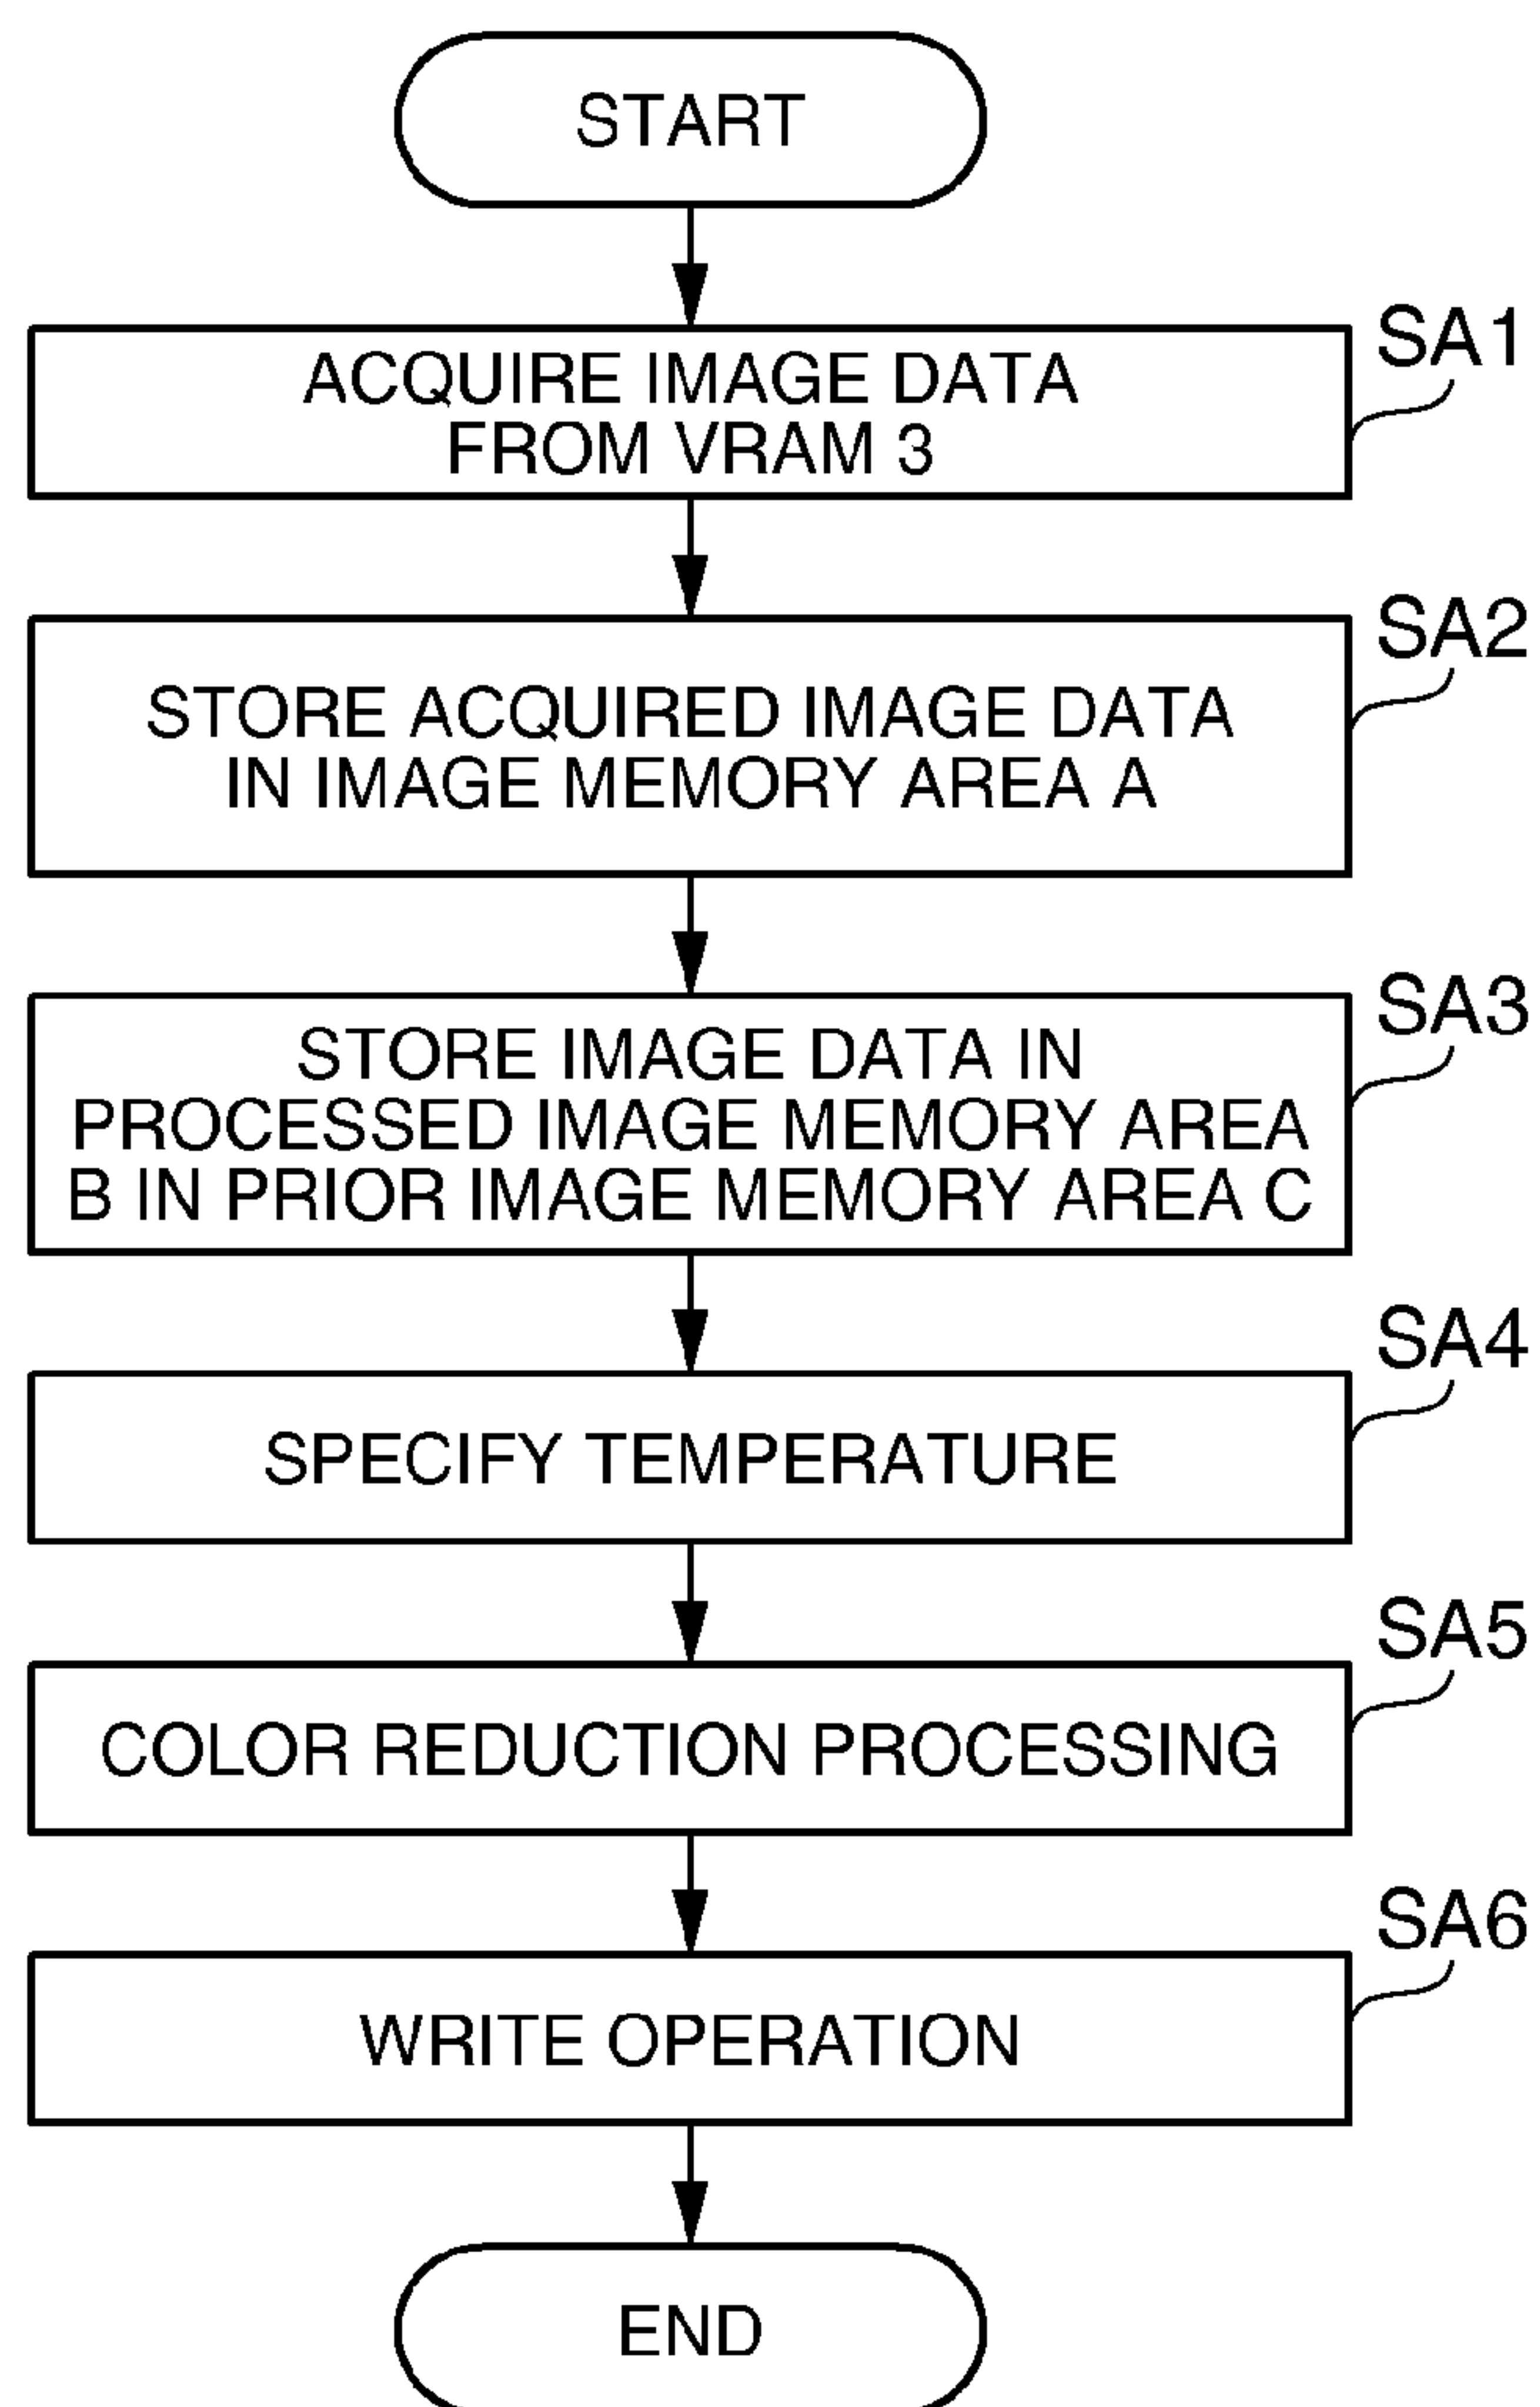 START
SA1
ACQUIRE IMAGE DATA
FROM VRAM 3
SA2
STORE ACQUIRED IMAGE DATA
IN IMAGE MEMORY AREA A
SA3
STORE IMAGE DATA IN
PROCESSED IMAGE MEMORY AREA
B IN PRIOR IMAGE MEMORY AREA C
SA4
SPECIFY TEMPERATURE
SA5
COLOR REDUCTION PROCESSING
SA6
WRITE OPERATION
END